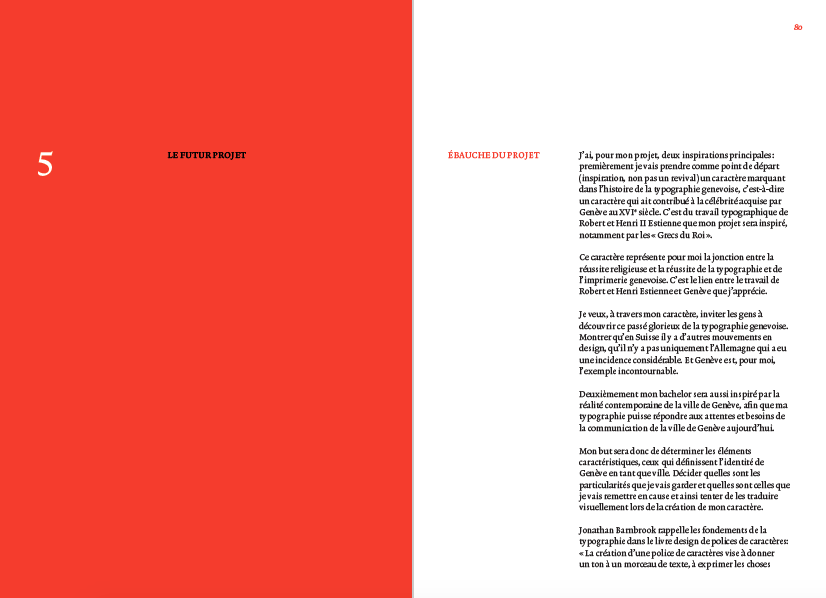 80
5
LE FUTUR PROJET
ÉBAUCHE DU PROJET
J'ai, pour mon projet, deux inspirations principales :
premièrement je vais prendre comme point de départ
(inspiration, non pas un revival) un caractère marquant
dans l'histoire de la typographie genevoise, c'est-à-dire
un caractère qui ait contribué à la célébrité acquise par
Genève au XVIe siècle. C'est du travail typographique de
Robert et Henri II Estienne que mon projet sera inspiré,
notamment par les « Grecs du Roi ».
Ce caractère représente pour moi la jonction entre la
réussite religieuse et la réussite de la typographie et de
l'imprimerie genevoise. C'est le lien entre le travail de
Robert et Henri Estienne et Genève que j'apprécie.
Je veux, à travers mon caractère, inviter les gens à
découvrir ce passé glorieux de la typographie genevoise.
Montrer qu'en Suisse il y a d'autres mouvements en
design, qu'il n'y a pas uniquement l'Allemagne qui a eu
une incidence considérable. Et Genève est, pour moi,
l'exemple incontournable.
Deuxièmement mon bachelor sera aussi inspiré par la
réalité contemporaine de la ville de Genève, afin que ma
typographie puisse répondre aux attentes et besoins de
la communication de la ville de Genève aujourd'hui.
Mon but sera donc de déterminer les éléments
caractéristiques, ceux qui définissent l'identité de
Genève en tant que ville. Décider quelles sont les
particularités que je vais garder et quelles sont celles que
je vais remettre en cause et ainsi tenter de les traduire
visuellement lors de la création de mon caractère.
Jonathan Barnbrook rappelle les fondements de la
typographie dans le livre design de polices de caractères:
« La création d'une police de caractères vise à donner
un ton à un morceau de texte, à exprimer les choses